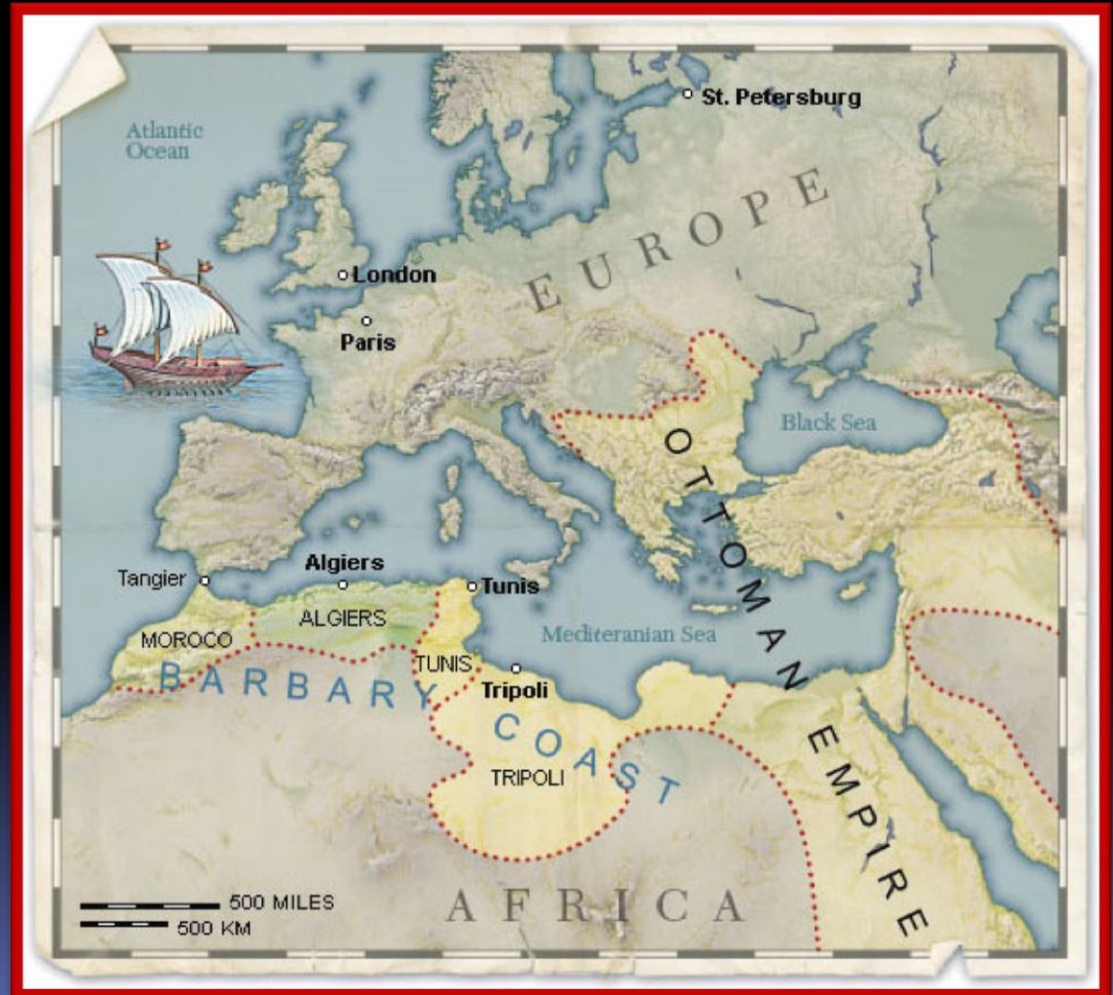 St. Petersburg
Atlantic
Ocean
EUROPE
London
Paris
Black Sea
OTTOMAN EMPIRE
Algiers
Tangier
Tunis
ALGIERS
MOROCO
Mediteranian Sea
TUNIS
BARBARY COAST
Tripoli
TRIPOLI
500 MILES
AFRICA
500 KM